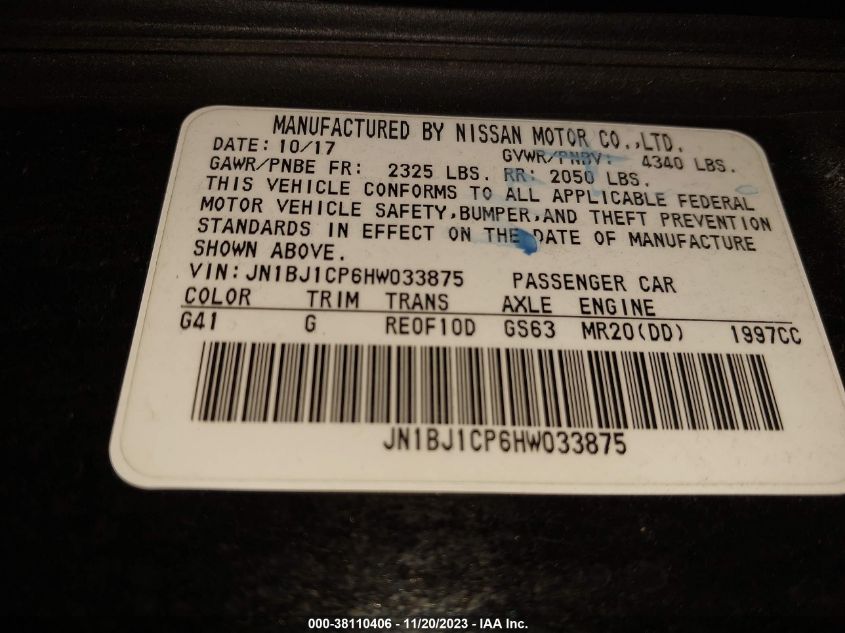 MANUFACTURED BY NISSAN MOTOR CO.,LTD.
DATE: 10/17 GVWR/PNBV: 4340 LBS.
GAWR/PNBE FR: 2325 LBS. RR: 2050 LBS.
THIS VEHICLE CONFORMS TO ALL APPLICABLE FEDERAL
MOTOR VEHICLE SAFETY,BUMPER,AND THEFT PREVENTION
STANDARDS IN EFFECT ON THE DATE OF MANUFACTURE
SHOWN ABOVE.
VIN:JN1BJ1CP6HW033875 PASSENGER CAR
COLOR TRIM TRANS AXLE ENGINE
G41 G RE0F10D GS63 MR20(DD) 1997CC
JN1BJ1CP6HW033875
000-38110406 - 11/20/2023 - IAA Inc.